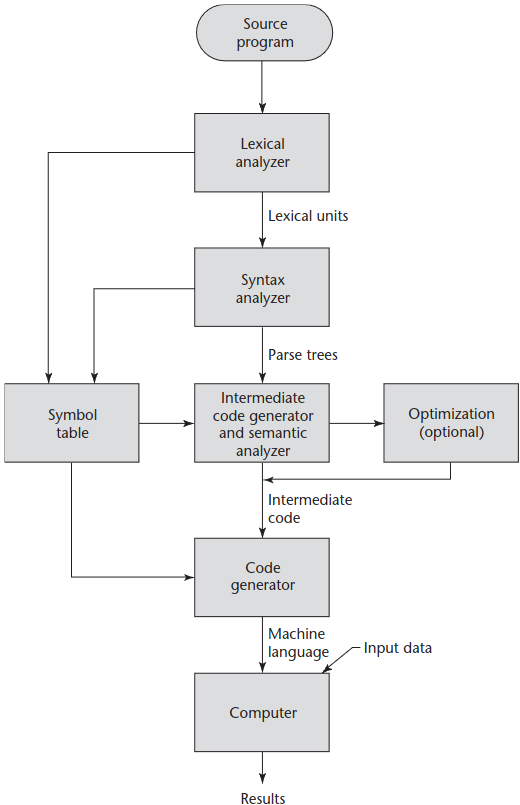 Source
program
Lexical
analyzer
Lexical units
Syntax
analyzer
Parse trees
Symbol
table
Intermediate
code generator
and semantic
analyzer
Optimization
(optional)
Intermediate
code
Code
generator
Machine
language
Input data
Computer
Results